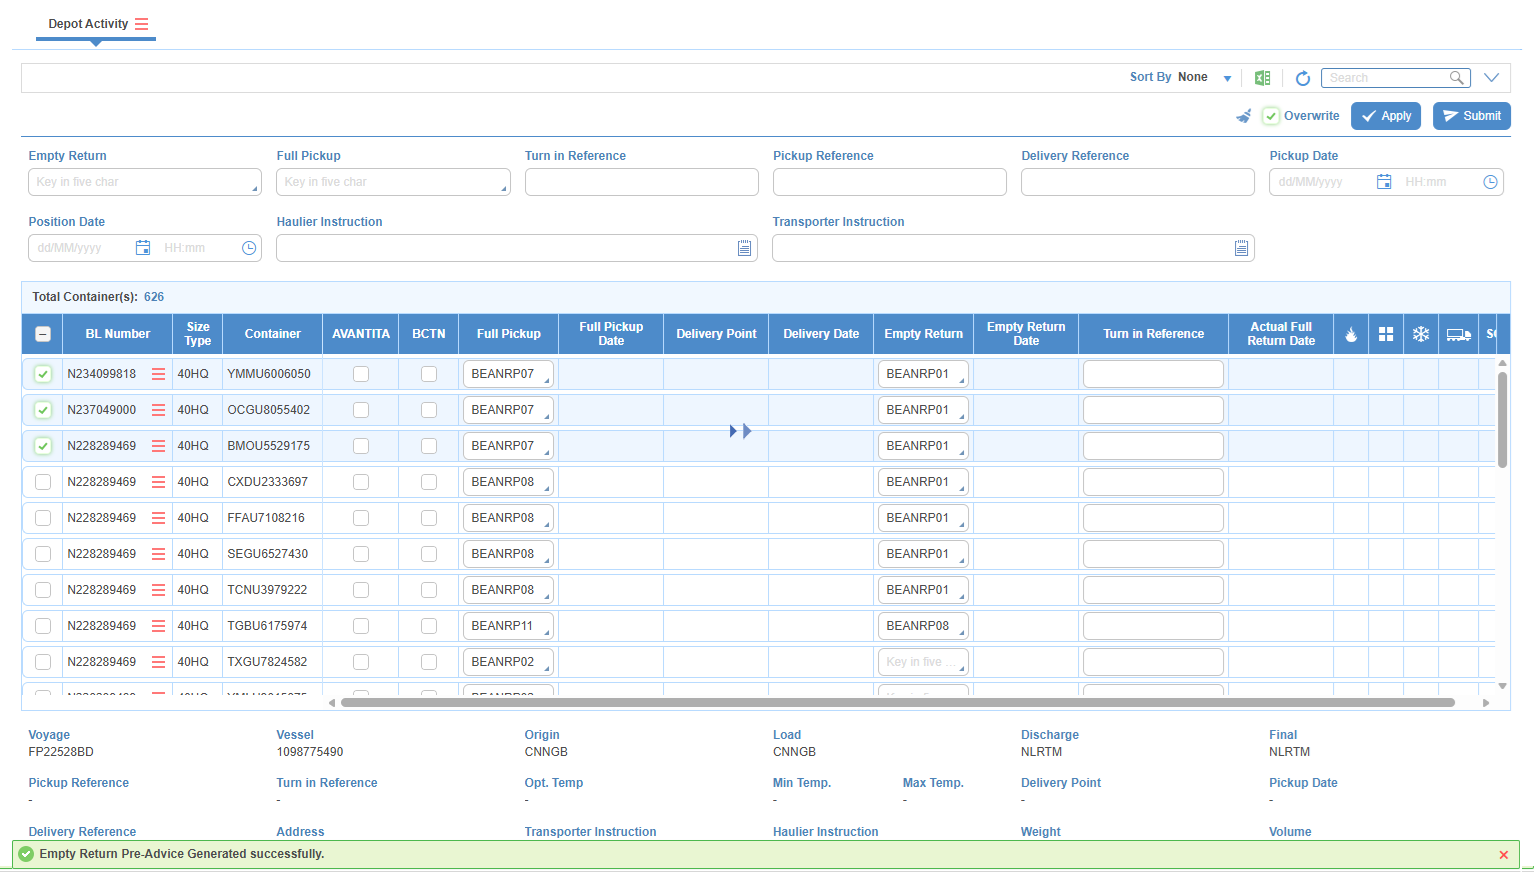 Depot Activity
Sort By None
Search
Overwrite Apply Submit
Empty Return Full Pickup Turn in Reference Pickup Reference Delivery Reference Pickup Date
Key in five char Key in five char dd/MM/yyyy HH:mm
Position Date Haulier Instruction Transporter Instruction
dd/MM/yyyy HH:mm
Total Container(s): 626
BL Number Size Type Container AVANTITA BCTN Full Pickup Full Pickup Date Delivery Point Delivery Date Empty Return Empty Return Date Turn in Reference Actual Full Return Date
N234099818 40HQ YMMU6006050 BEANRP07 BEANRP01
N237049000 40HQ OCGU8055402 BEANRP07 BEANRP01
N228289469 40HQ BMOU5529175 BEANRP07 BEANRP01
N228289469 40HQ CXDU2333697 BEANRP08 BEANRP01
N228289469 40HQ FFAU7108216 BEANRP08 BEANRP01
N228289469 40HQ SEGU6527430 BEANRP08 BEANRP01
N228289469 40HQ TCNU3979222 BEANRP08 BEANRP01
N228289469 40HQ TGBU6175974 BEANRP11 BEANRP08
N228289469 40HQ TXGU7824582 BEANRP02 Key in five ...
Voyage Vessel Origin Load Discharge Final
FP22528BD 1098775490 CNNGB CNNGB NLRTM NLRTM
Pickup Reference Turn in Reference Opt. Temp Min Temp. Max Temp. Delivery Point Pickup Date
- - - - - - -
Delivery Reference Address Transporter Instruction Haulier Instruction Weight Volume
Empty Return Pre-Advice Generated successfully.